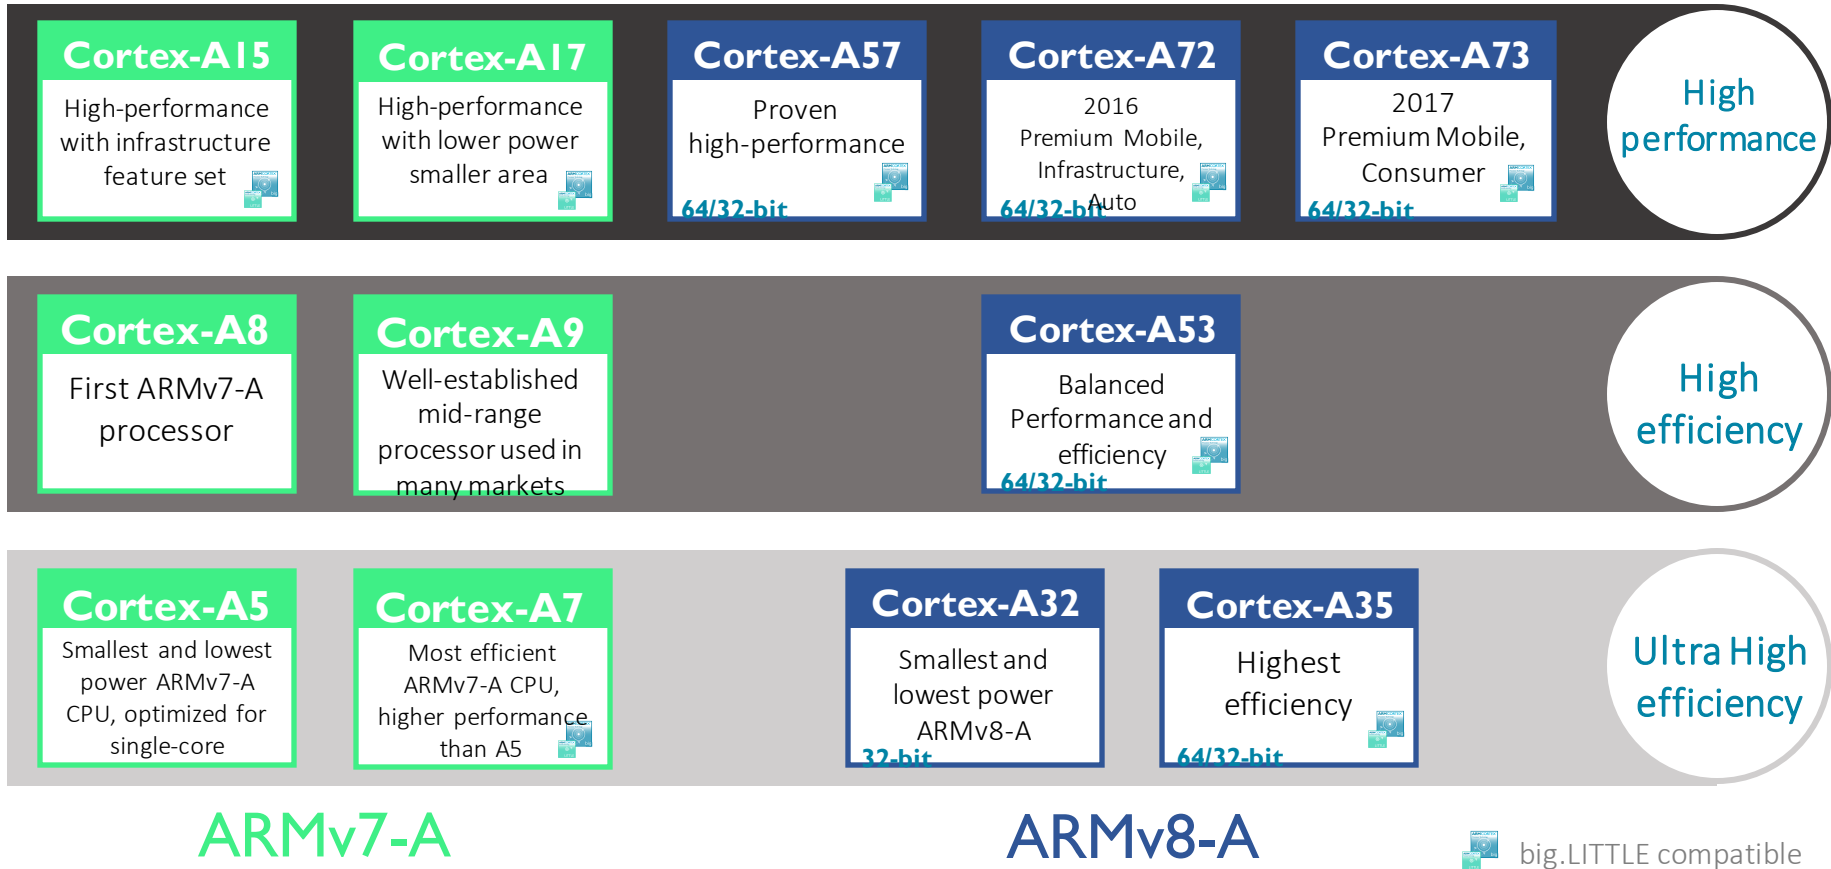 Cortex-A15
High-performance
with infrastructure
feature set
Cortex-A17
High-performance
with lower power
smaller area
Cortex-A57
Proven
high-performance
64/32-bit
Cortex-A72
2016
Premium Mobile,
Infrastructure,
Auto
64/32-bit
Cortex-A73
2017
Premium Mobile,
Consumer
64/32-bit
High
performance
Cortex-A8
First ARMv7-A
processor
Cortex-A9
Well-established
mid-range
processor used in
many markets
Cortex-A53
Balanced
Performance and
efficiency
64/32-bit
High
efficiency
Cortex-A5
Smallest and lowest
power ARMv7-A
CPU, optimized for
single-core
Cortex-A7
Most efficient
ARMv7-A CPU,
higher performance
than A5
Cortex-A32
Smallest and
lowest power
ARMv8-A
32-bit
Cortex-A35
Highest
efficiency
64/32-bit
Ultra High
efficiency
ARMv7-A
ARMv8-A
big.LITTLE compatible